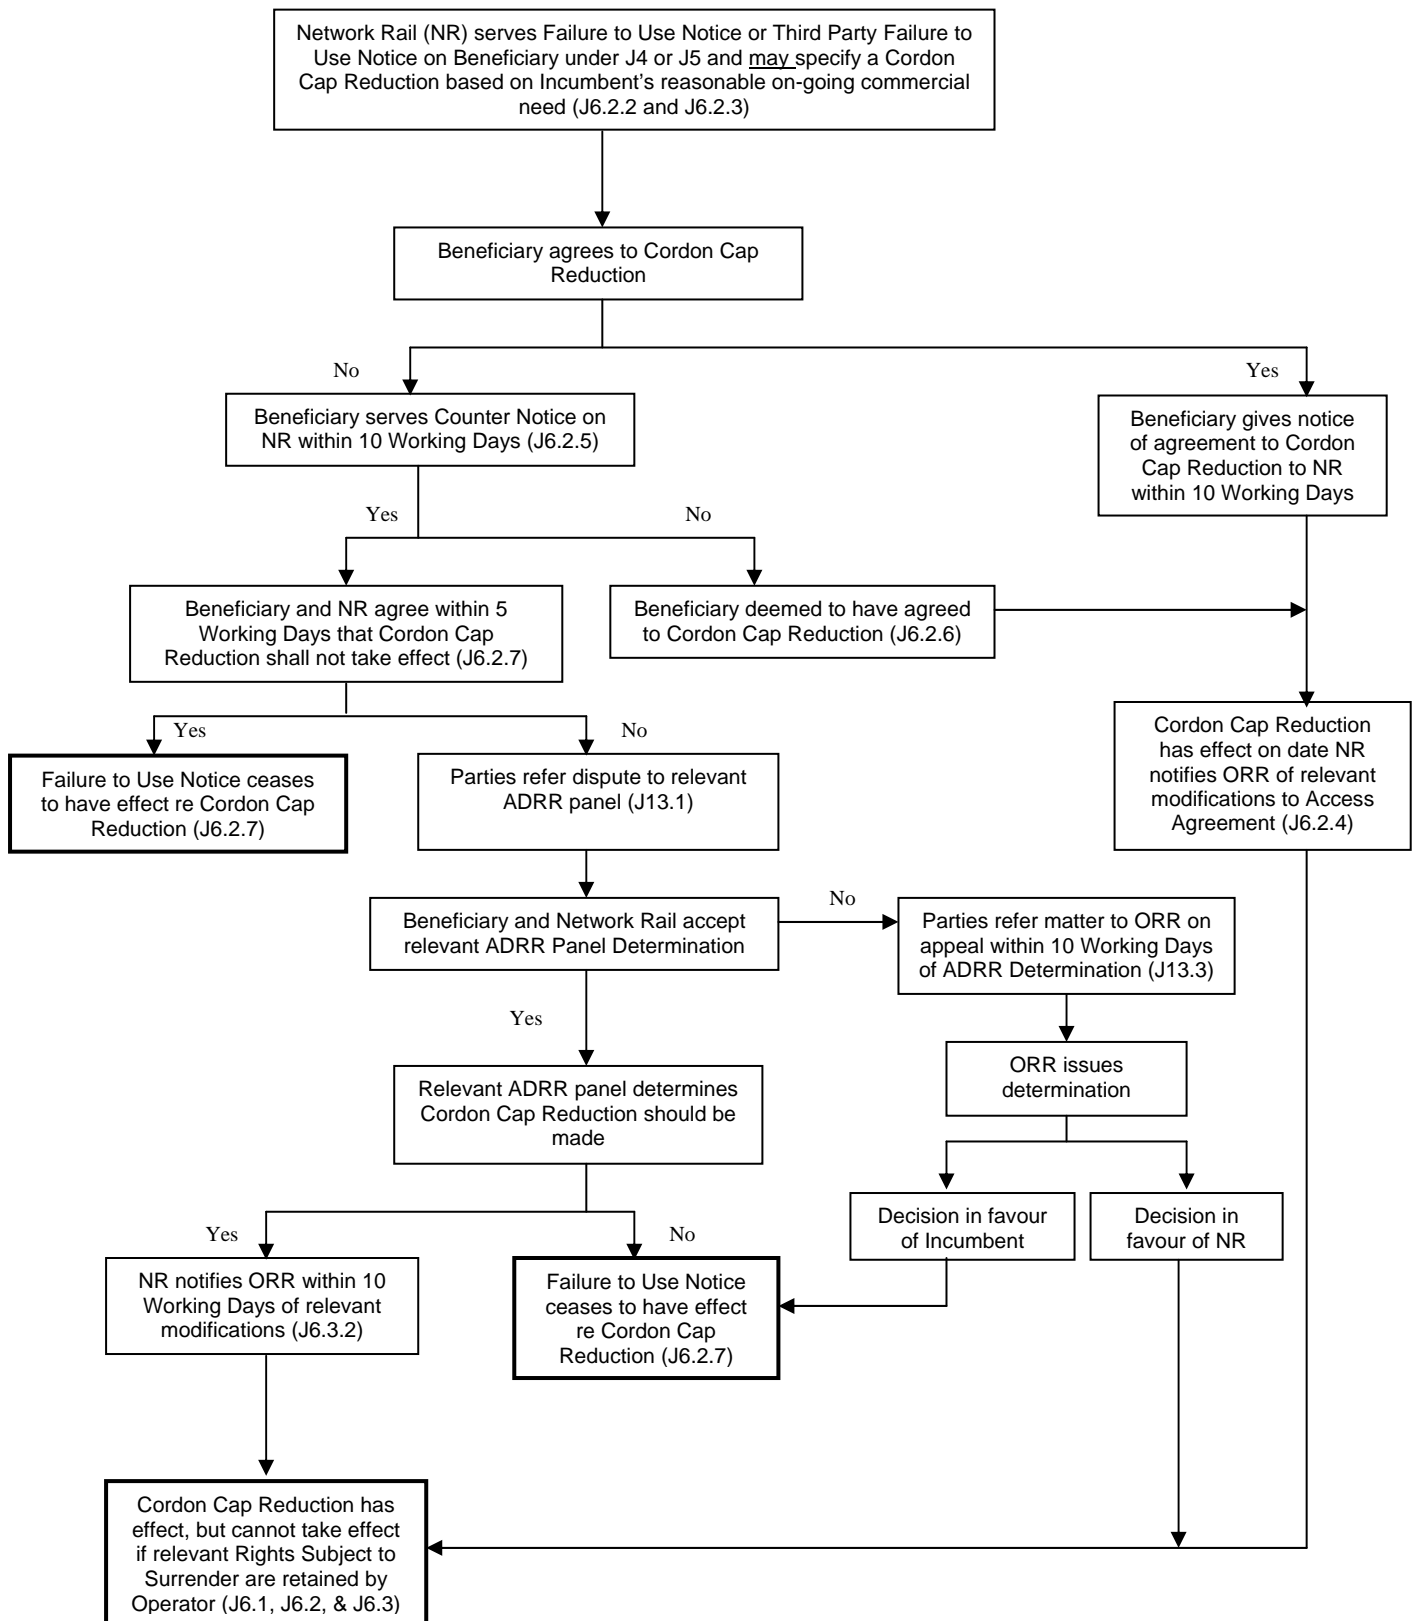 Network Rail (NR) serves Failure to Use Notice or Third Party Failure to
Use Notice on Beneficiary under J4 or J5 and may specify a Cordon
Cap Reduction based on Incumbent's reasonable on-going commercial
need (J6.2.2 and J6.2.3)
Beneficiary agrees to Cordon Cap
Reduction
No
Yes
Beneficiary serves Counter Notice on
NR within 10 Working Days (J6.2.5)
Beneficiary gives notice
of agreement to Cordon
Cap Reduction to NR
within 10 Working Days
Yes
No
Beneficiary and NR agree within 5
Working Days that Cordon Cap
Reduction shall not take effect (J6.2.7)
Beneficiary deemed to have agreed
to Cordon Cap Reduction (J6.2.6)
Yes
No
Failure to Use Notice ceases
to have effect re Cordon Cap
Reduction (J6.2.7)
Parties refer dispute to relevant
ADRR panel (J13.1)
Cordon Cap Reduction
has effect on date NR
notifies ORR of relevant
modifications to Access
Agreement (J6.2.4)
Beneficiary and Network Rail accept
relevant ADRR Panel Determination
No
Parties refer matter to ORR on
appeal within 10 Working Days
of ADRR Determination (J13.3)
Yes
ORR issues
determination
Relevant ADRR panel determines
Cordon Cap Reduction should be
made
Decision in favour
of Incumbent
Decision in
favour of NR
Yes
No
NR notifies ORR within 10
Working Days of relevant
modifications (J6.3.2)
Failure to Use Notice
ceases to have effect
re Cordon Cap
Reduction (J6.2.7)
Cordon Cap Reduction has
effect, but cannot take effect
if relevant Rights Subject to
Surrender are retained by
Operator (J6.1, J6.2, & J6.3)